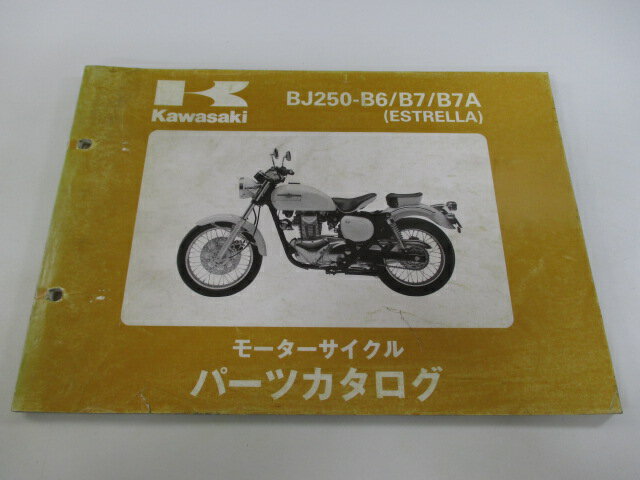 Kawasaki
BJ250-B6/B7/B7A
(ESTRELLA)
モーターサイクル
パーツカタログ